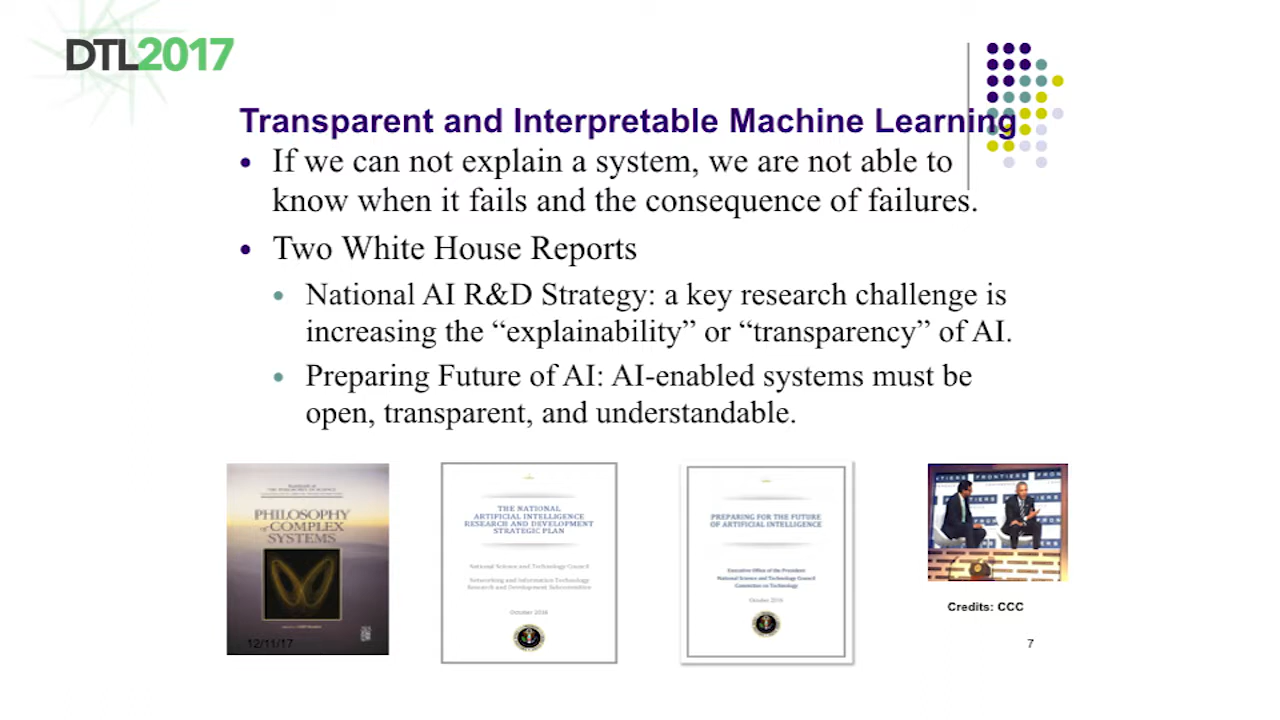 DTL2017
Transparent and Interpretable Machine Learning
• If we can not explain a system, we are not able to
know when it fails and the consequence of failures.
• Two White House Reports
• National AI R&D Strategy: a key research challenge is
increasing the “explainability” or “transparency” of AI.
• Preparing Future of AI: AI-enabled systems must be
open, transparent, and understandable.
PHILOSOPHY
of COMPLEX
SYSTEMS
12/11/17
THE NATIONAL
ARTIFICIAL INTELLIGENCE
RESEARCH AND DEVELOPMENT
STRATEGIC PLAN
National Science and Technology Council
Networking and Information Technology
Research and Development Subcommittee
October 2016
PREPARING FOR THE FUTURE
OF ARTIFICIAL INTELLIGENCE
Executive Office of the President
National Science and Technology Council
Committee on Technology
October 2016
FRONTIERS
Credits: CCC
7